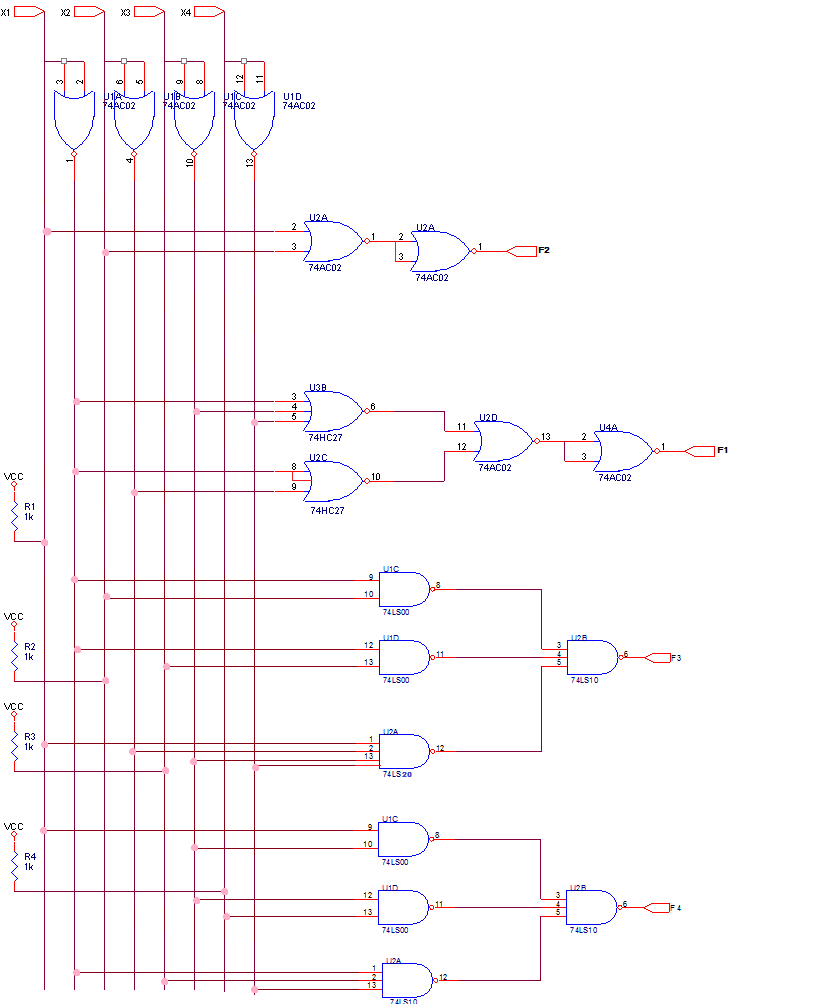 X1 X2 X3 X4
3 2 6 5 9 8 12 11
U1A U1B U1C U1D
74AC02 74AC02 74AC02 74AC02
1 4 10 13
U2A U2A
2 3 1 2 3 1 F2
74AC02 74AC02
U3B
3 4 5 6
74HC27
U2D U4A
11 12 13 2 3 1 F1
74AC02 74AC02
U2C
8 9 10
74HC27
VCC
R1
1k
U1C
9 10 8
74LS00
VCC
R2
1k
U1D
12 13 11
74LS00
U2B
3 4 5 6 F3
74LS10
VCC
R3
1k
U2A
1 2 13 12
74LS20
VCC
R4
1k
U1C
9 10 8
74LS00
U1D
12 13 11
74LS00
U2B
3 4 5 6 F4
74LS10
U2A
1 2 13 12
74LS10